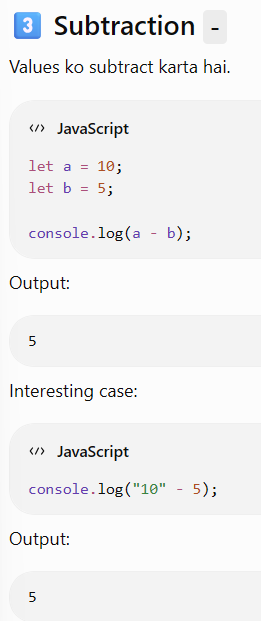 3 Subtraction -
Values ko subtract karta hai.
</> JavaScript
let a = 10;
let b = 5;
console.log(a - b);
Output:
5
Interesting case:
</> JavaScript
console.log("10" - 5);
Output:
5